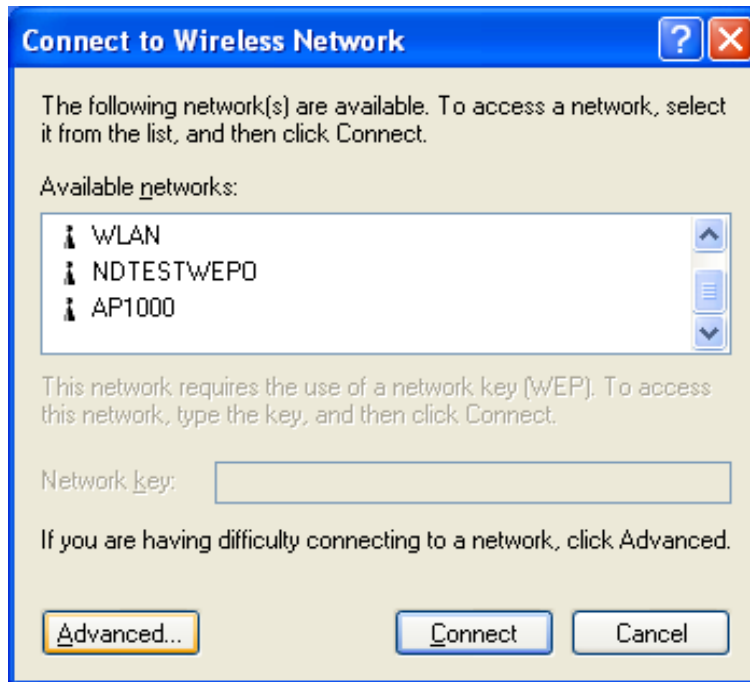 Connect to Wireless Network
The following network(s) are available. To access a network, select
it from the list, and then click Connect.
Available networks:
WLAN
NDTESTWEP0
AP1000
This network requires the use of a network key (WEP). To access
this network, type the key, and then click Connect.
Network key:
If you are having difficulty connecting to a network, click Advanced.
Advanced... Connect Cancel